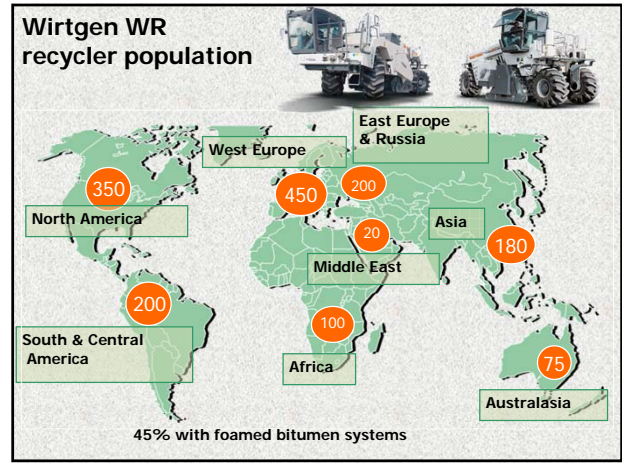 Wirtgen WR
recycler population
East Europe
& Russia
West Europe
350
450
200
North America
Asia
20
180
Middle East
200
100
South & Central
America
Africa
75
Australasia
45% with foamed bitumen systems